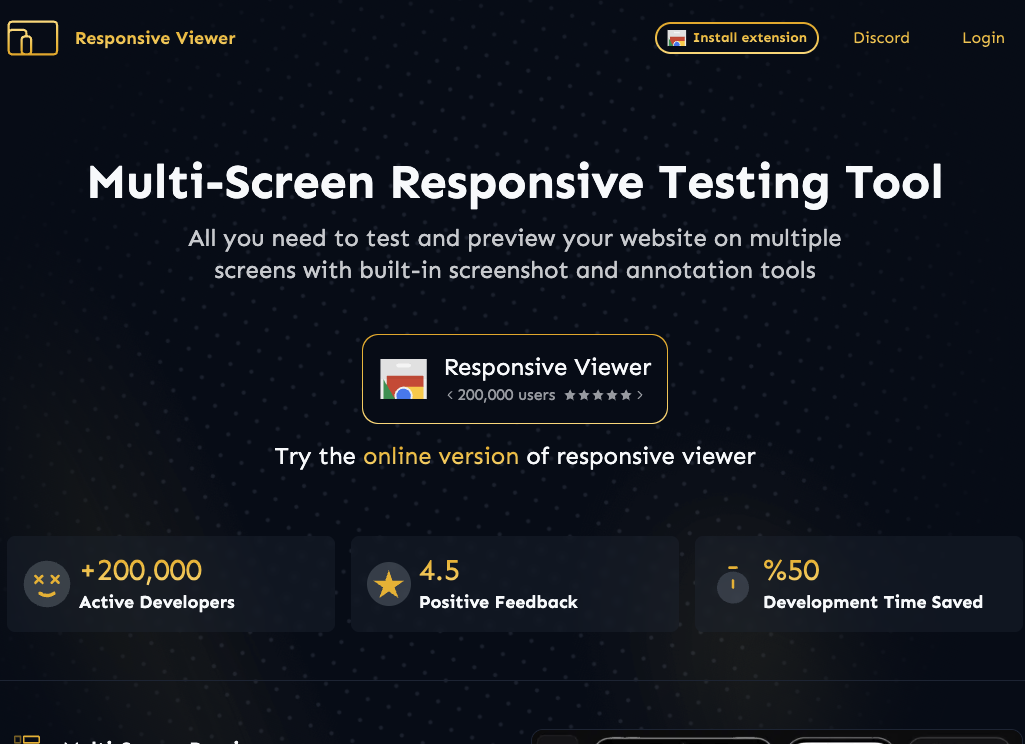 Responsive Viewer
Install extension
Discord
Login
Multi-Screen Responsive Testing Tool
All you need to test and preview your website on multiple
screens with built-in screenshot and annotation tools
Responsive Viewer
< 200,000 users ★★★★★ >
Try the online version of responsive viewer
+200,000
Active Developers
4.5
Positive Feedback
%50
Development Time Saved